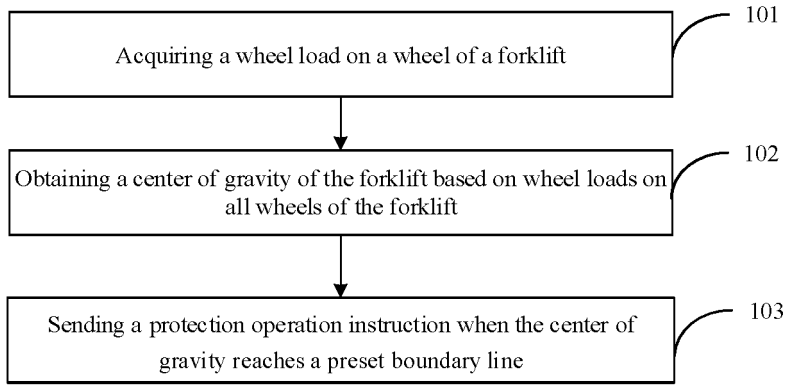 101
Acquiring a wheel load on a wheel of a forklift
102
Obtaining a center of gravity of the forklift based on wheel loads on
all wheels of the forklift
103
Sending a protection operation instruction when the center of
gravity reaches a preset boundary line